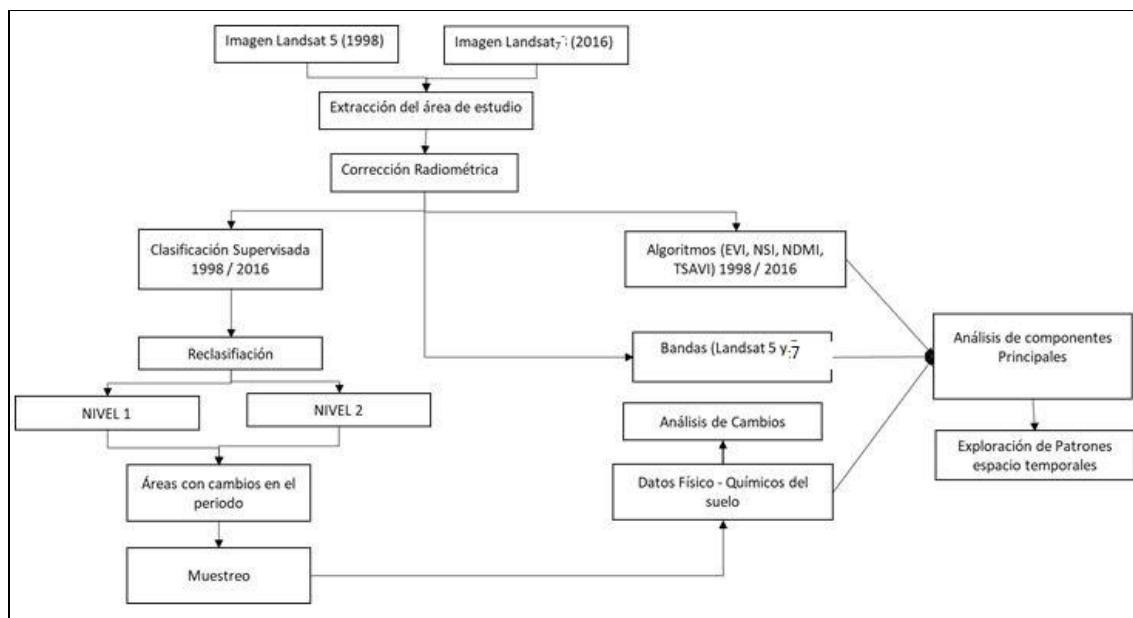 Imagen Landsat 5 (1998)
Imagen Landsat 7 (2016)
Extracción del área de estudio
Corrección Radiométrica
Clasificación Supervisada
1998 / 2016
Algoritmos (EVI, NSI, NDMI,
TSAVI) 1998 / 2016
Reclasifiación
Bandas (Landsat 5 y 7
Análisis de componentes
Principales
NIVEL 1
NIVEL 2
Análisis de Cambios
Exploración de Patrones
espacio temporales
Áreas con cambios en el
periodo
Datos Físico - Químicos del
suelo
Muestreo